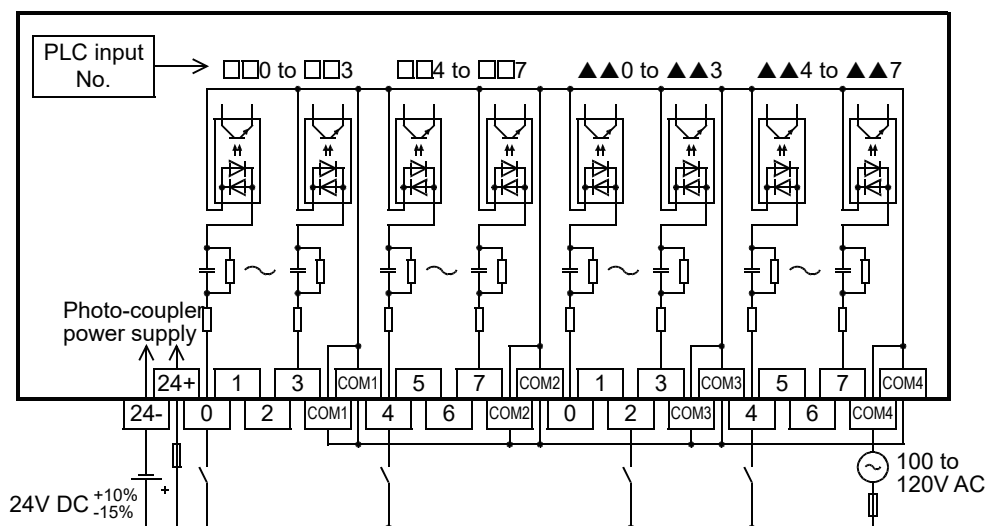 PLC input
No.
□□0 to □□3
□□4 to □□7
▲▲0 to ▲▲3
▲▲4 to ▲▲7
Photo-coupler
power supply
24+ 1 3 COM1 5 7 COM2 1 3 COM3 5 7 COM4
24- 0 2 COM1 4 6 COM2 0 2 COM3 4 6 COM4
24V DC +10%
-15%
+
100 to
120V AC